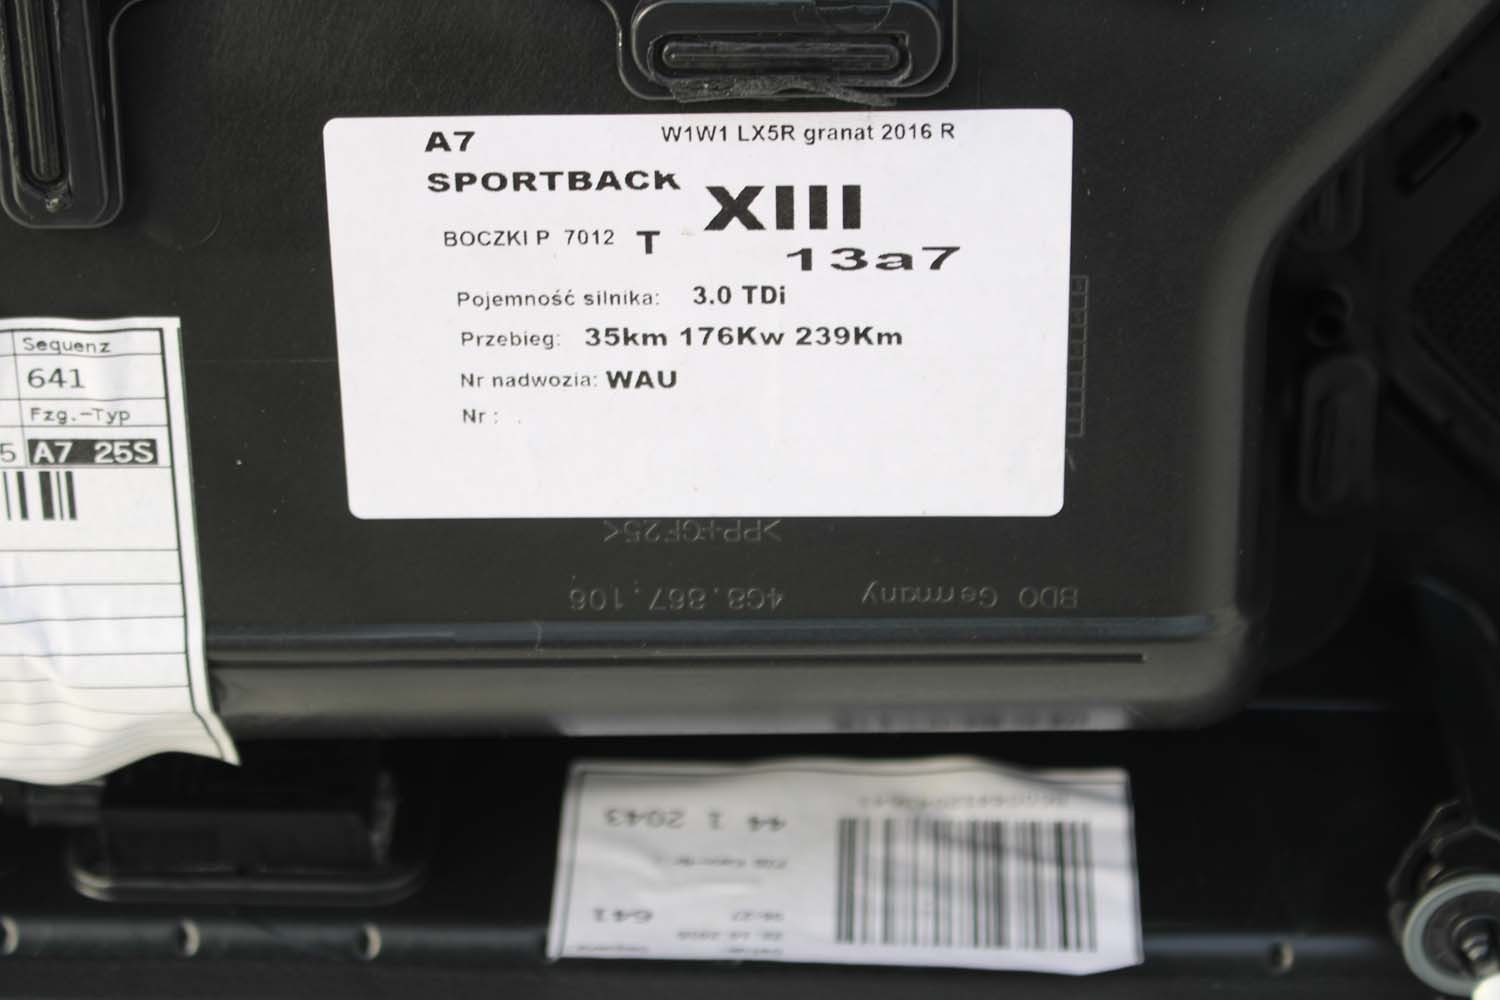 A7
W1W1 LX5R granat 2016 R
SPORTBACK
XIII
BOCZKI P 7012 T
13a7
Pojemność silnika: 3.0 TDi
Przebieg: 35km 176Kw 239Km
Nr nadwozia: WAU
Nr :
Sequenz
641
Fzg.-Typ
5 A7 25S
>PP+GF25<
4G8.867.106
BDO Germany
44 1 2043
641